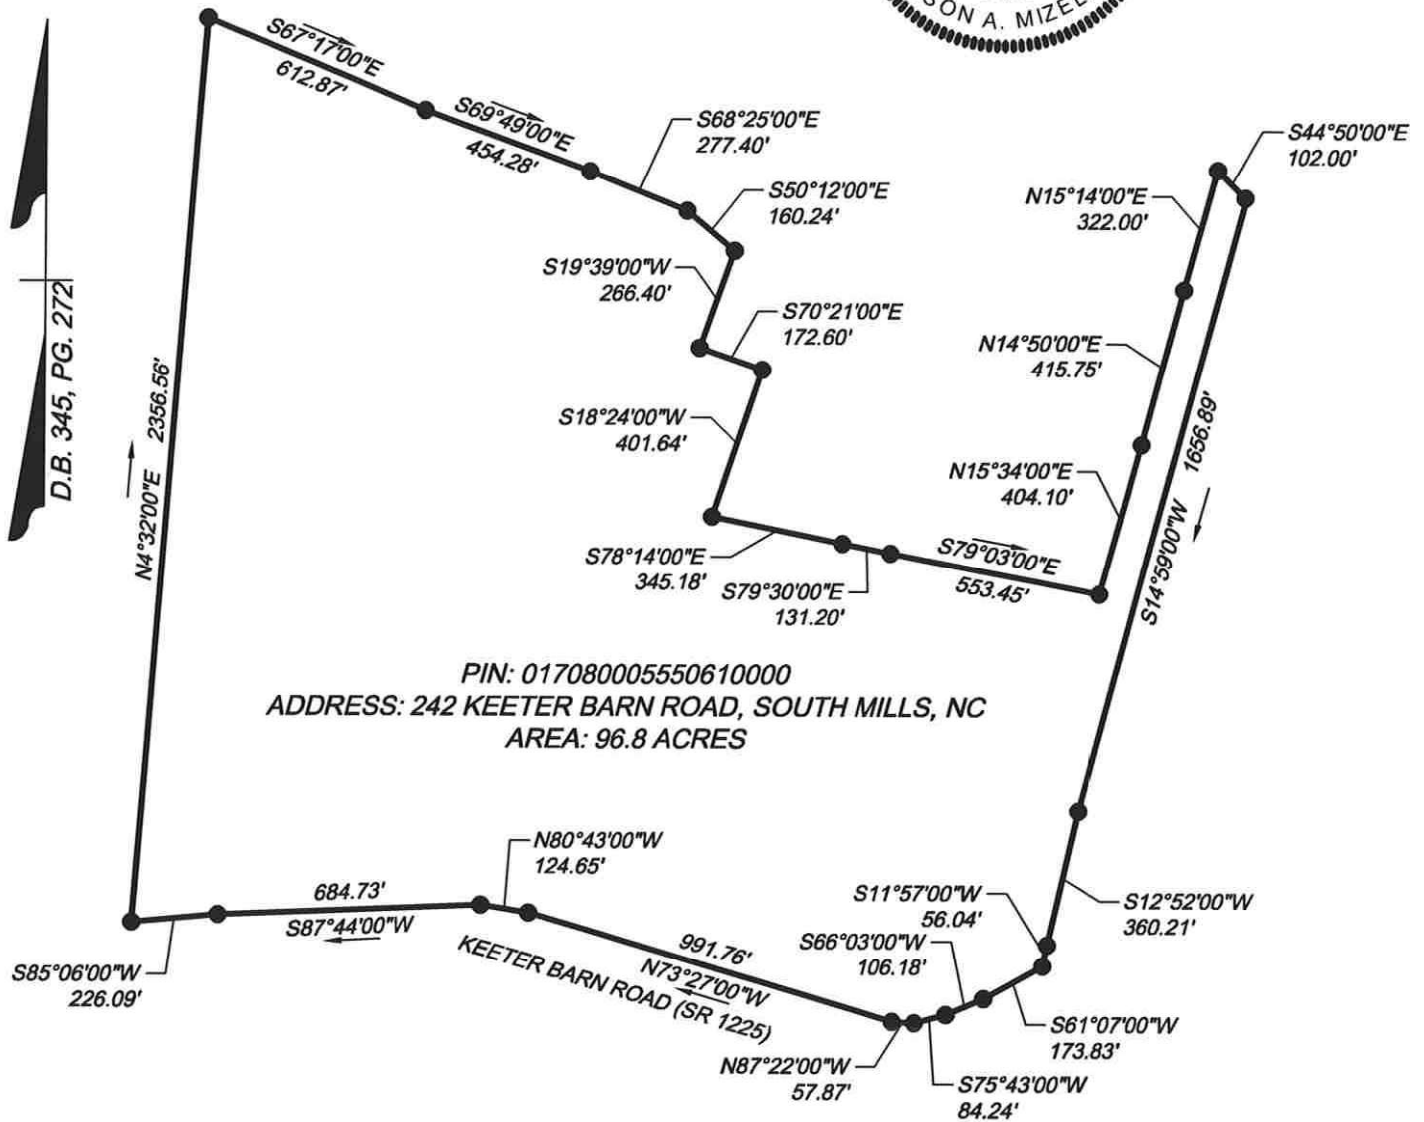 SON A. MIZEL
S67°17'00"E
612.87'
S69°49'00"E
454.28'
S68°25'00"E
277.40'
S50°12'00"E
160.24'
S19°39'00"W
266.40'
S70°21'00"E
172.60'
S18°24'00"W
401.64'
S44°50'00"E
102.00'
N15°14'00"E
322.00'
N14°50'00"E
415.75'
N15°34'00"E
404.10'
S14°59'00"W 1656.89'
D.B. 345, PG. 272
N4°32'00"E 2356.56'
S78°14'00"E
345.18'
S79°30'00"E
131.20'
S79°03'00"E
553.45'
PIN: 017080005550610000
ADDRESS: 242 KEETER BARN ROAD, SOUTH MILLS, NC
AREA: 96.8 ACRES
N80°43'00"W
124.65'
684.73'
S87°44'00"W
S85°06'00"W
226.09'
991.76'
N73°27'00"W
KEETER BARN ROAD (SR 1225)
S11°57'00"W
56.04'
S12°52'00"W
360.21'
S66°03'00"W
106.18'
S61°07'00"W
173.83'
N87°22'00"W
57.87'
S75°43'00"W
84.24'